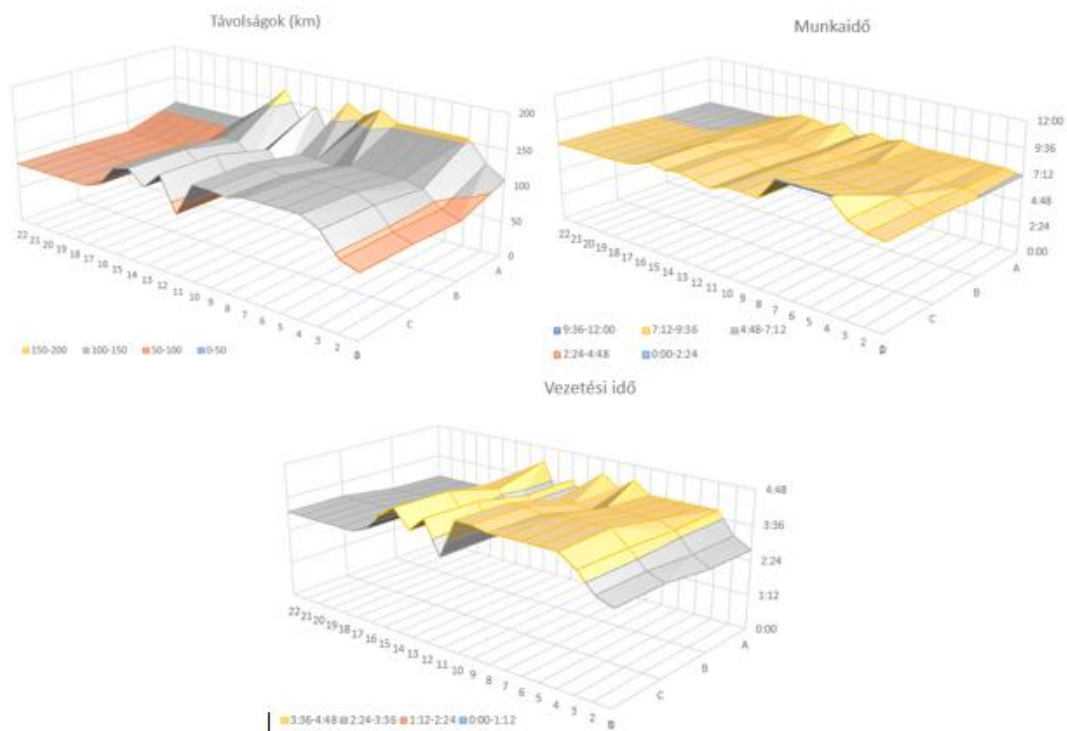 Távolságok (km)
200
150
100
50
0
22 21 20 19 18 17 16 15 14 13 12 11 10 9 8 7 6 5 4 3 2
A
B
C
150-200 100-150 50-100 0-50
Munkaidő
12:00
9:36
7:12
4:48
2:24
0:00
22 21 20 19 18 17 16 15 14 13 12 11 10 9 8 7 6 5 4 3 2
A
B
C
9:36-12:00 7:12-9:36 4:48-7:12
2:24-4:48 0:00-2:24
Vezetési idő
4:48
3:36
2:24
1:12
0:00
22 21 20 19 18 17 16 15 14 13 12 11 10 9 8 7 6 5 4 3 2
A
B
C
3:36-4:48 2:24-3:36 1:12-2:24 0:00-1:12